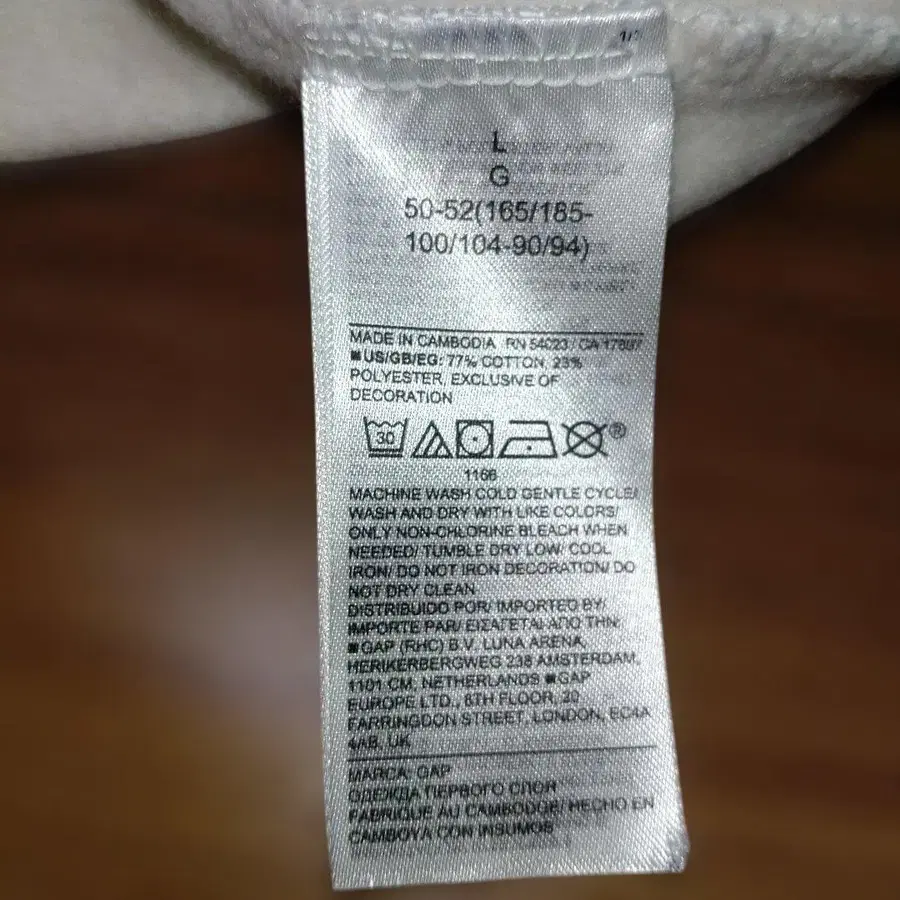 L
G
50-52(165/185-
100/104-90/94)
MADE IN CAMBODIA RN 54023 / CA 17897
US/GB/EG: 77% COTTON, 23%
POLYESTER, EXCLUSIVE OF
DECORATION
30
®
1166
MACHINE WASH COLD GENTLE CYCLE/
WASH AND DRY WITH LIKE COLORS/
ONLY NON-CHLORINE BLEACH WHEN
NEEDED/ TUMBLE DRY LOW/ COOL
IRON/ DO NOT IRON DECORATION/ DO
NOT DRY CLEAN
DISTRIBUIDO POR/ IMPORTED BY/
IMPORTE PAR/ ΕΙΣΑΓΕΤΑΙ ΑΠΟ ΤΗΝ:
GAP (RHC) B.V. LUNA ARENA,
HERIKERBERGWEG 238 AMSTERDAM,
1101 CM, NETHERLANDS GAP
EUROPE LTD., 6TH FLOOR, 20
FARRINGDON STREET, LONDON, EC4A
4AB, UK
MARCA: GAP
ОДЕЖДА ПЕРВОГО СЛОЯ
FABRIQUE AU CAMBODGE/ HECHO EN
CAMBOYA CON INSUMOS